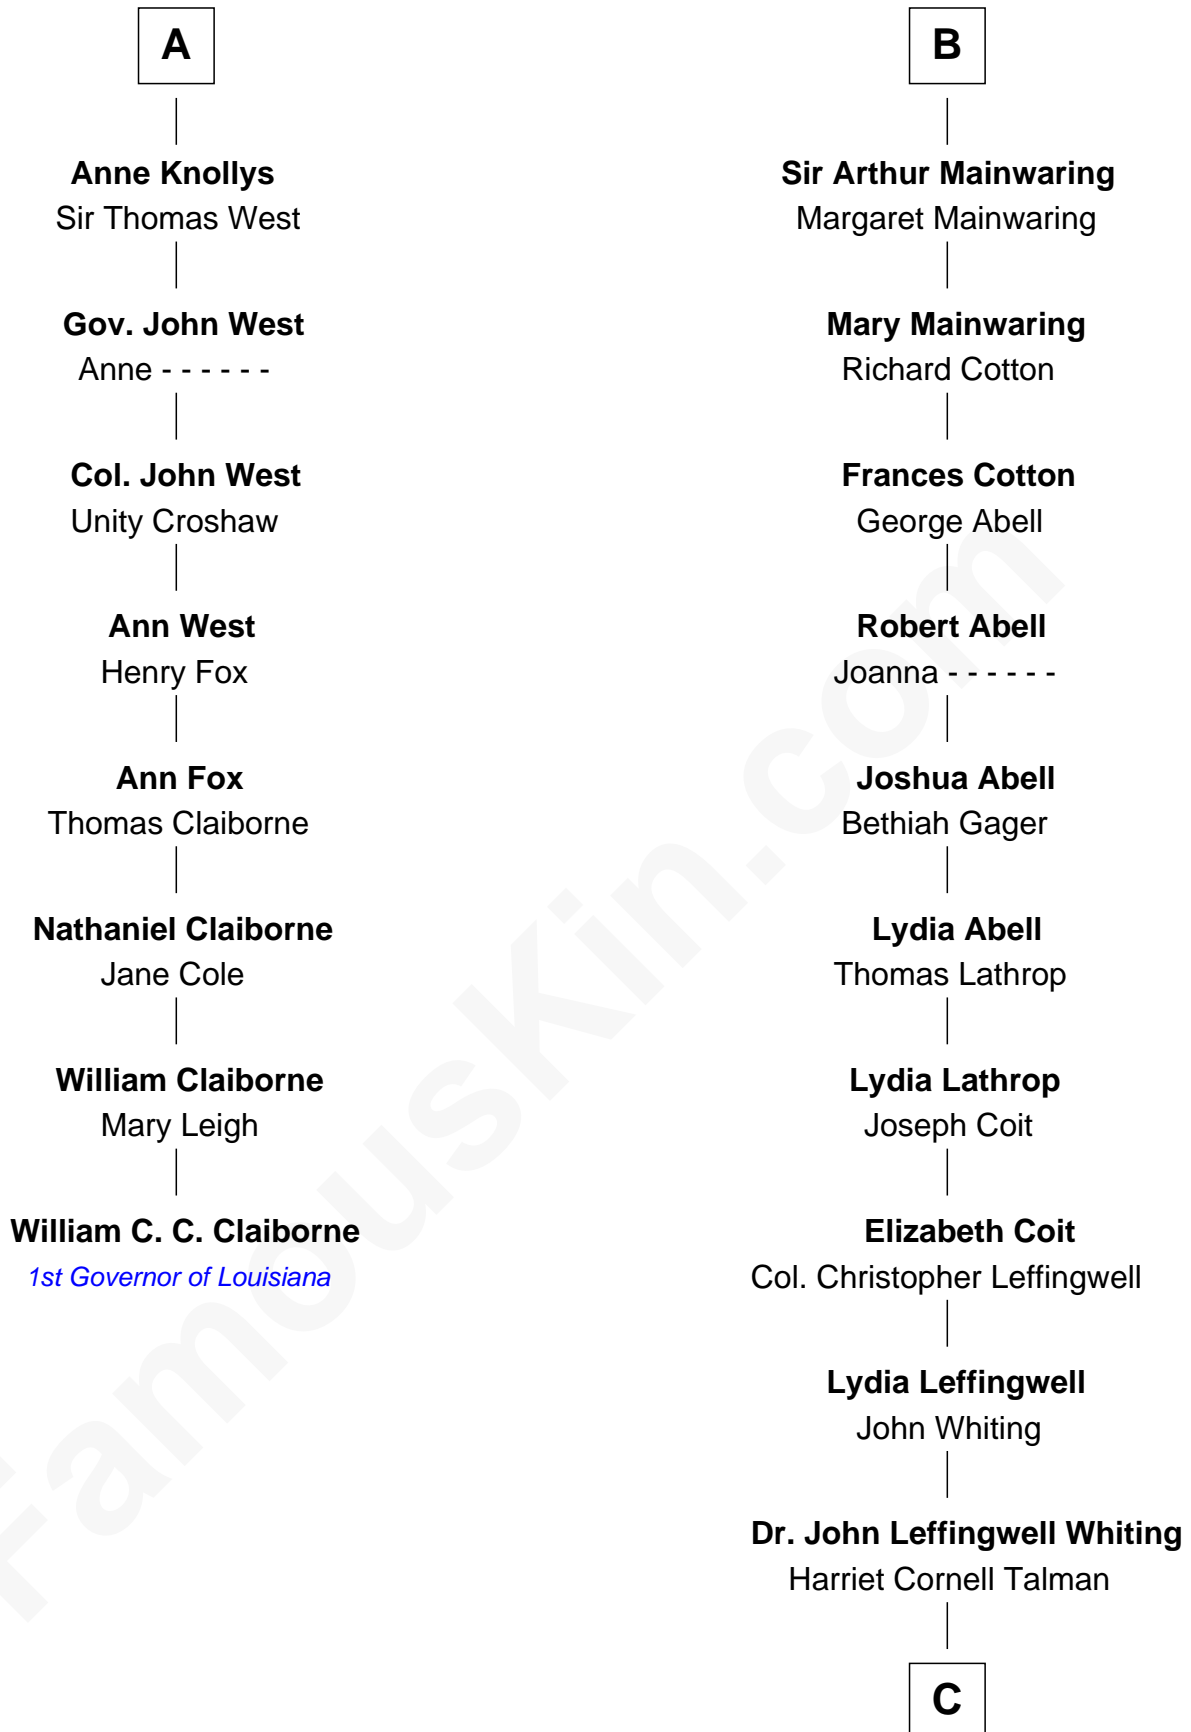 A
Anne Knollys
Sir Thomas West
Gov. John West
Anne - - - - - -
Col. John West
Unity Croshaw
Ann West
Henry Fox
Ann Fox
Thomas Claiborne
Nathaniel Claiborne
Jane Cole
William Claiborne
Mary Leigh
William C. C. Claiborne
1st Governor of Louisiana
B
Sir Arthur Mainwaring
Margaret Mainwaring
Mary Mainwaring
Richard Cotton
Frances Cotton
George Abell
Robert Abell
Joanna - - - - - -
Joshua Abell
Bethiah Gager
Lydia Abell
Thomas Lathrop
Lydia Lathrop
Joseph Coit
Elizabeth Coit
Col. Christopher Leffingwell
Lydia Leffingwell
John Whiting
Dr. John Leffingwell Whiting
Harriet Cornell Talman
C
FamousKin.com